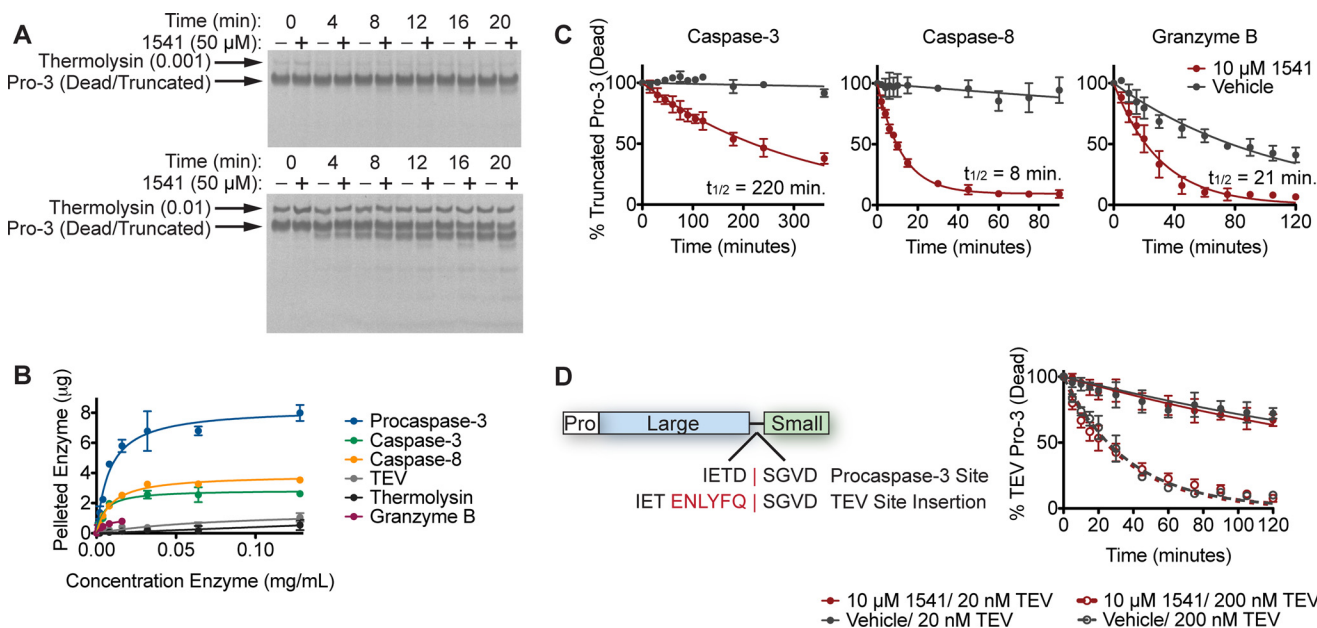 A
Time (min): 0 4 8 12 16 20
1541 (50 µM): – + – + – + – + – + – +
Thermolysin (0.001)
Pro-3 (Dead/Truncated)
Time (min): 0 4 8 12 16 20
1541 (50 µM): – + – + – + – + – + – +
Thermolysin (0.01)
Pro-3 (Dead/Truncated)
B
Pelleted Enzyme (µg)
8
6
4
2
0
0.00 0.05 0.10
Concentration Enzyme (mg/mL)
Procaspase-3
Caspase-3
Caspase-8
TEV
Thermolysin
Granzyme B
C
% Truncated Pro-3 (Dead)
Caspase-3
100
50
0
0 100 200 300
t1/2 = 220 min.
Time (minutes)
Caspase-8
100
50
0
0 20 40 60 80
t1/2 = 8 min.
Time (minutes)
Granzyme B
10 µM 1541
Vehicle
100
50
0
0 40 80 120
t1/2 = 21 min.
Time (minutes)
D
Pro Large Small
IETD | SGVD Procaspase-3 Site
IET ENLYFQ | SGVD TEV Site Insertion
% TEV Pro-3 (Dead)
100
50
0
0 20 40 60 80 100 120
Time (minutes)
10 µM 1541/ 20 nM TEV
Vehicle/ 20 nM TEV
10 µM 1541/ 200 nM TEV
Vehicle/ 200 nM TEV